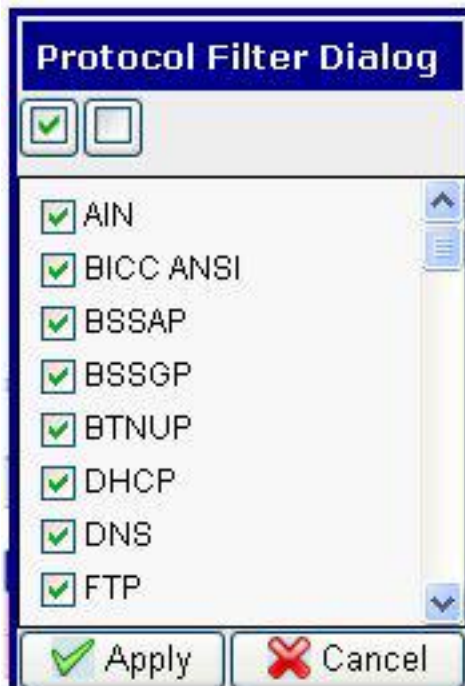 Protocol Filter Dialog
AIN
BICC ANSI
BSSAP
BSSGP
BTNUP
DHCP
DNS
FTP
Apply Cancel